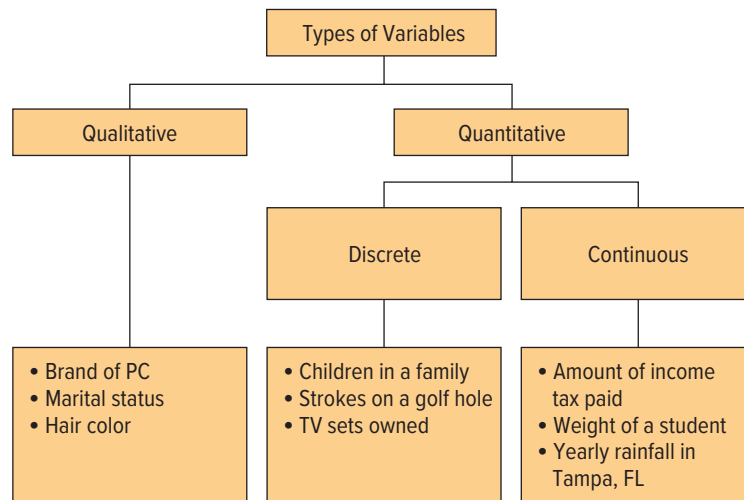 Types of Variables
Qualitative
Quantitative
Discrete
Continuous
• Brand of PC
• Marital status
• Hair color
• Children in a family
• Strokes on a golf hole
• TV sets owned
• Amount of income
tax paid
• Weight of a student
• Yearly rainfall in
Tampa, FL